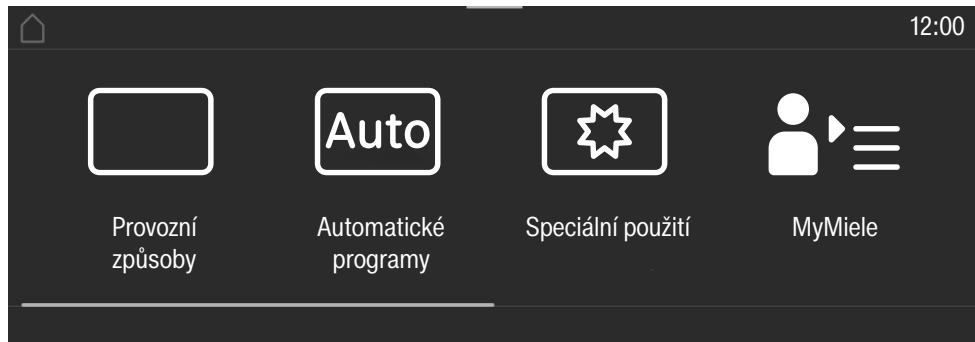 12:00
Auto
Provozní
způsoby
Automatické
programy
Speciální použití
MyMiele